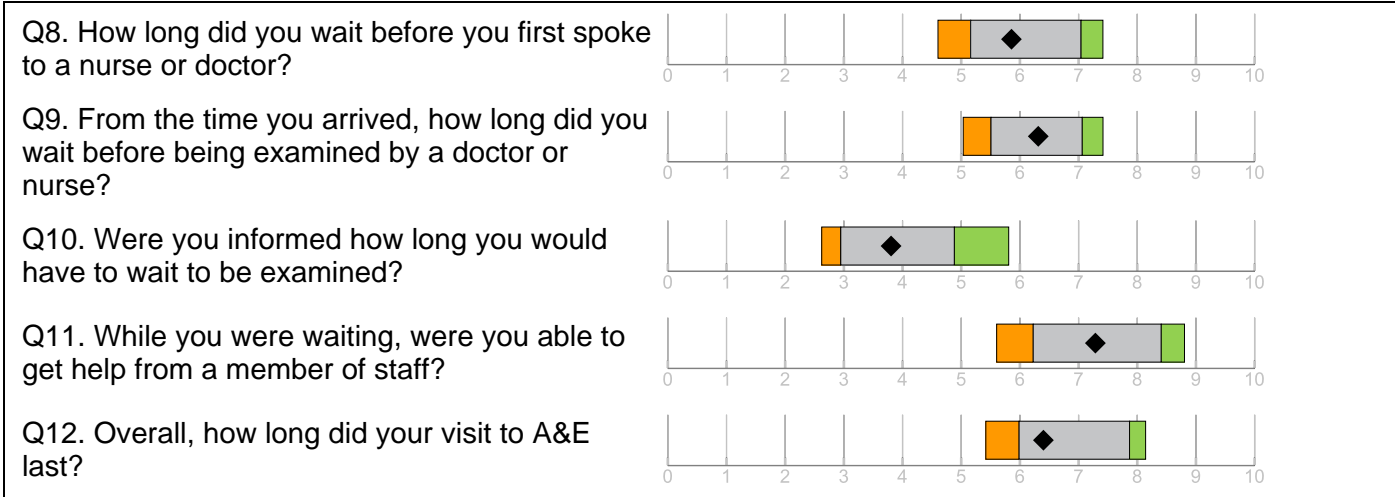 Q8. How long did you wait before you first spoke
to a nurse or doctor?
0 1 2 3 4 5 6 7 8 9 10
Q9. From the time you arrived, how long did you
wait before being examined by a doctor or
nurse?
0 1 2 3 4 5 6 7 8 9 10
Q10. Were you informed how long you would
have to wait to be examined?
0 1 2 3 4 5 6 7 8 9 10
Q11. While you were waiting, were you able to
get help from a member of staff?
0 1 2 3 4 5 6 7 8 9 10
Q12. Overall, how long did your visit to A&E
last?
0 1 2 3 4 5 6 7 8 9 10